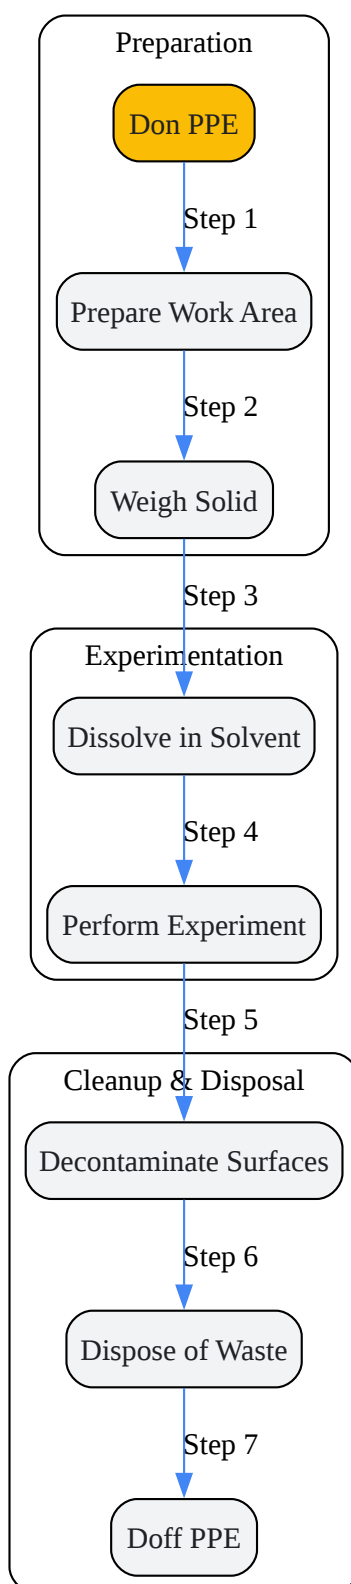 Preparation
Don PPE
Step 1
Prepare Work Area
Step 2
Weigh Solid
Step 3
Experimentation
Dissolve in Solvent
Step 4
Perform Experiment
Step 5
Cleanup & Disposal
Decontaminate Surfaces
Step 6
Dispose of Waste
Step 7
Doff PPE